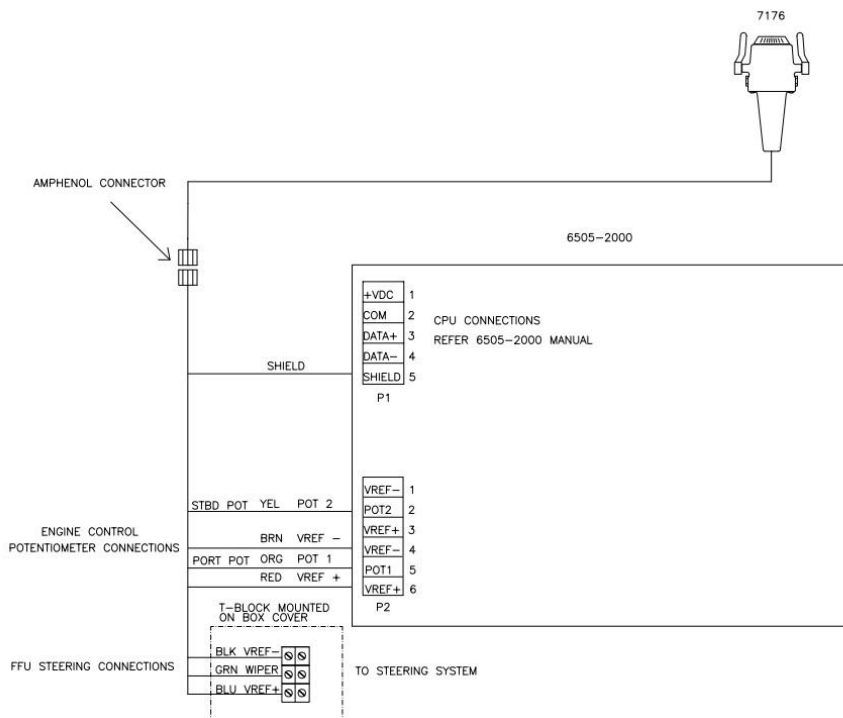 7176
AMPHENOL CONNECTOR
6505-2000
+VDC 1
COM 2
DATA+ 3
DATA- 4
SHIELD 5
P1
CPU CONNECTIONS
REFER 6505-2000 MANUAL
SHIELD
VREF- 1
POT2 2
VREF+ 3
VREF- 4
POT1 5
VREF+ 6
P2
STBD POT YEL POT 2
BRN VREF -
PORT POT ORG POT 1
RED VREF +
ENGINE CONTROL
POTENTIOMETER CONNECTIONS
T-BLOCK MOUNTED
ON BOX COVER
FFU STEERING CONNECTIONS
BLK VREF-
GRN WIPER
BLU VREF+
TO STEERING SYSTEM